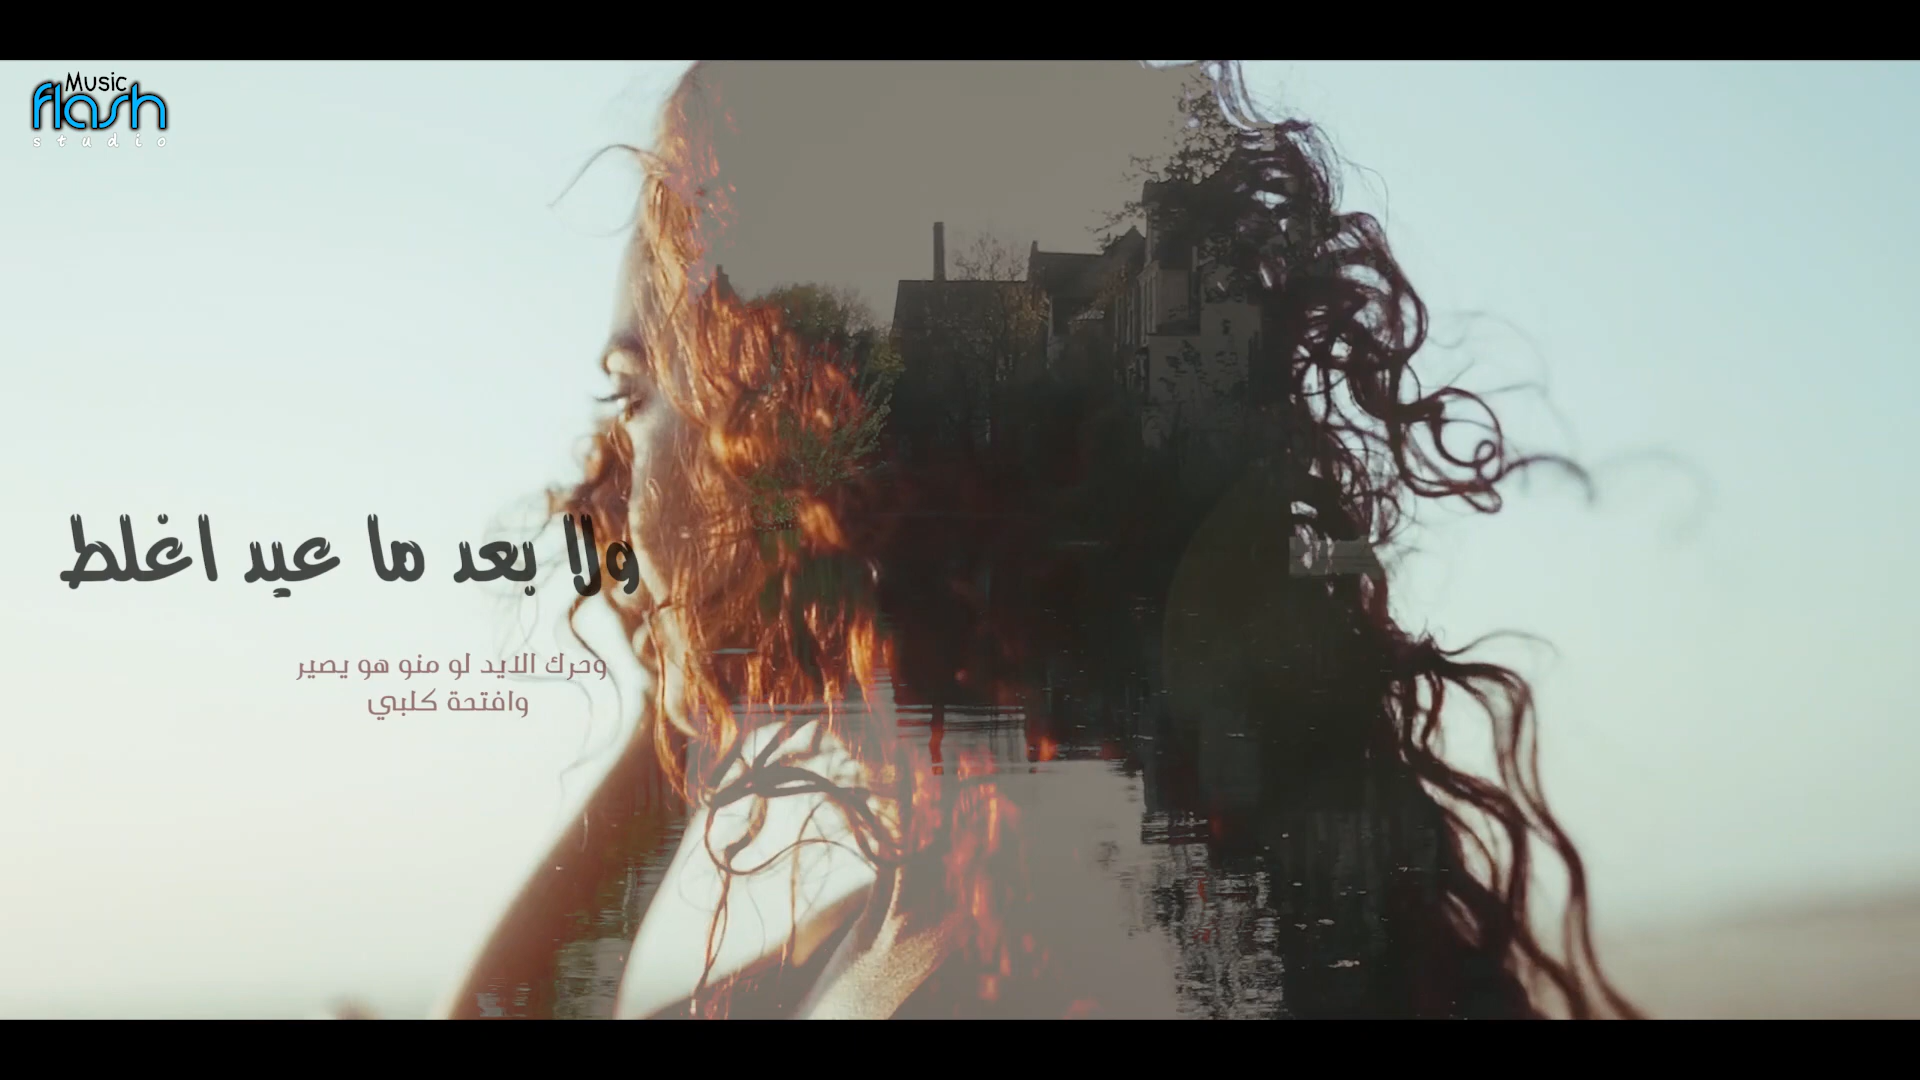 Music
flash
studio
ولا بعد ما عيد اغلط
وحرك الايد لو منو هو يصير
وافتحة كلبي